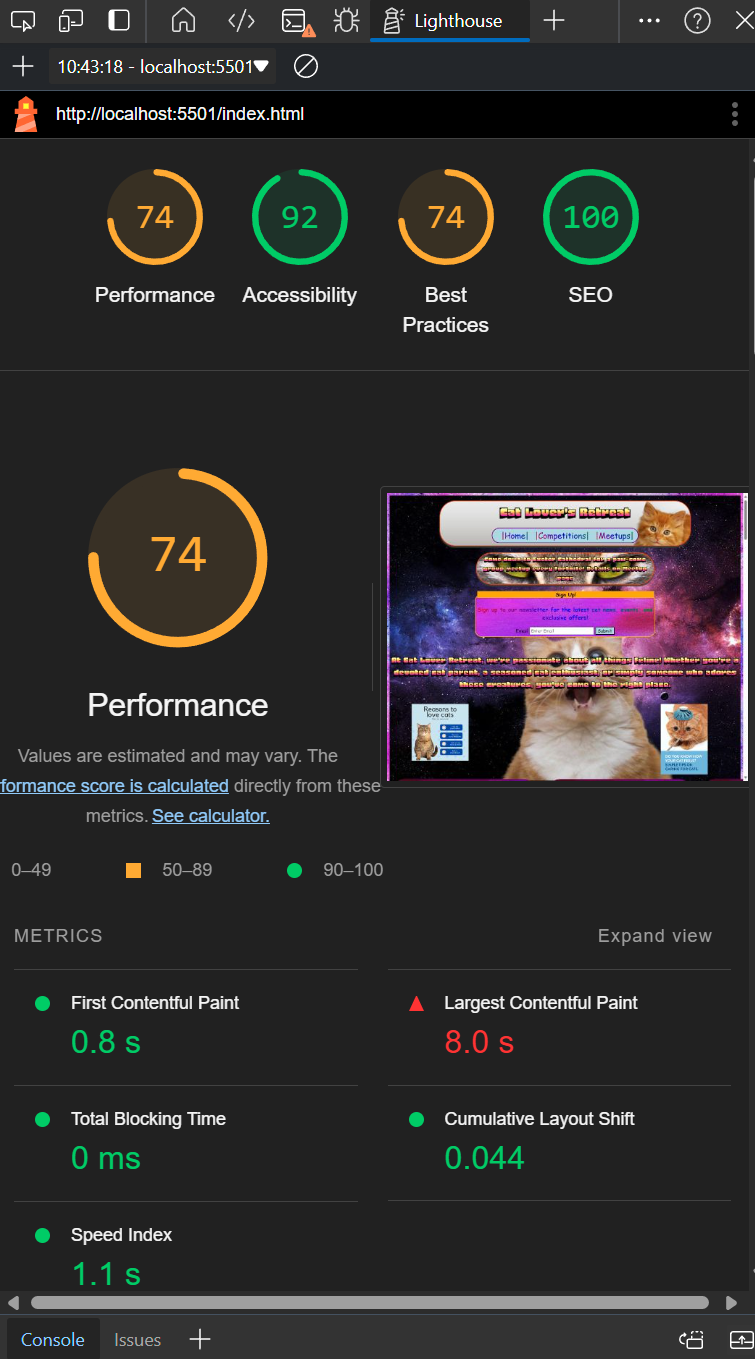 Lighthouse
10:43:18 - localhost:5501
http://localhost:5501/index.html
74
92
74
100
Performance
Accessibility
Best
Practices
SEO
74
Performance
Values are estimated and may vary. The
formance score is calculated directly from these
metrics. See calculator.
Cat Lover's Retreat
|Home| |Competitions| |Meetups|
Sign Up!
Sign up to our newsletter for the latest cat news, events, and
exclusive offers!
Email Enter Email Submit
At Cat Lover Retreat, we're passionate about all things feline! Whether you're a
devoted cat parent, a seasoned cat enthusiast, or simply someone who adores
these creatures, you've come to the right place.
Reasons to
love cats
0–49
50–89
90–100
METRICS
Expand view
First Contentful Paint
0.8 s
Largest Contentful Paint
8.0 s
Total Blocking Time
0 ms
Cumulative Layout Shift
0.044
Speed Index
1.1 s
Console
Issues